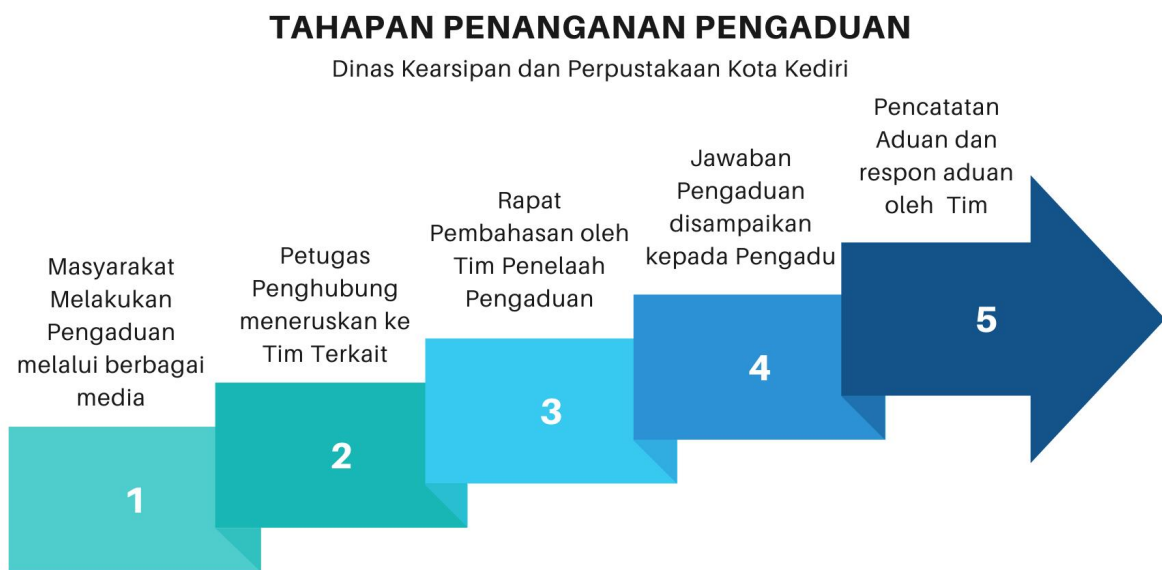 TAHAPAN PENANGANAN PENGADUAN
Dinas Kearsipan dan Perpustakaan Kota Kediri
Masyarakat
Melakukan
Pengaduan
melalui berbagai
media
1
Petugas
Penghubung
meneruskan ke
Tim Terkait
2
Rapat
Pembahasan oleh
Tim Penelaah
Pengaduan
3
Jawaban
Pengaduan
disampaikan
kepada Pengadu
4
Pencatatan
Aduan dan
respon aduan
oleh Tim
5